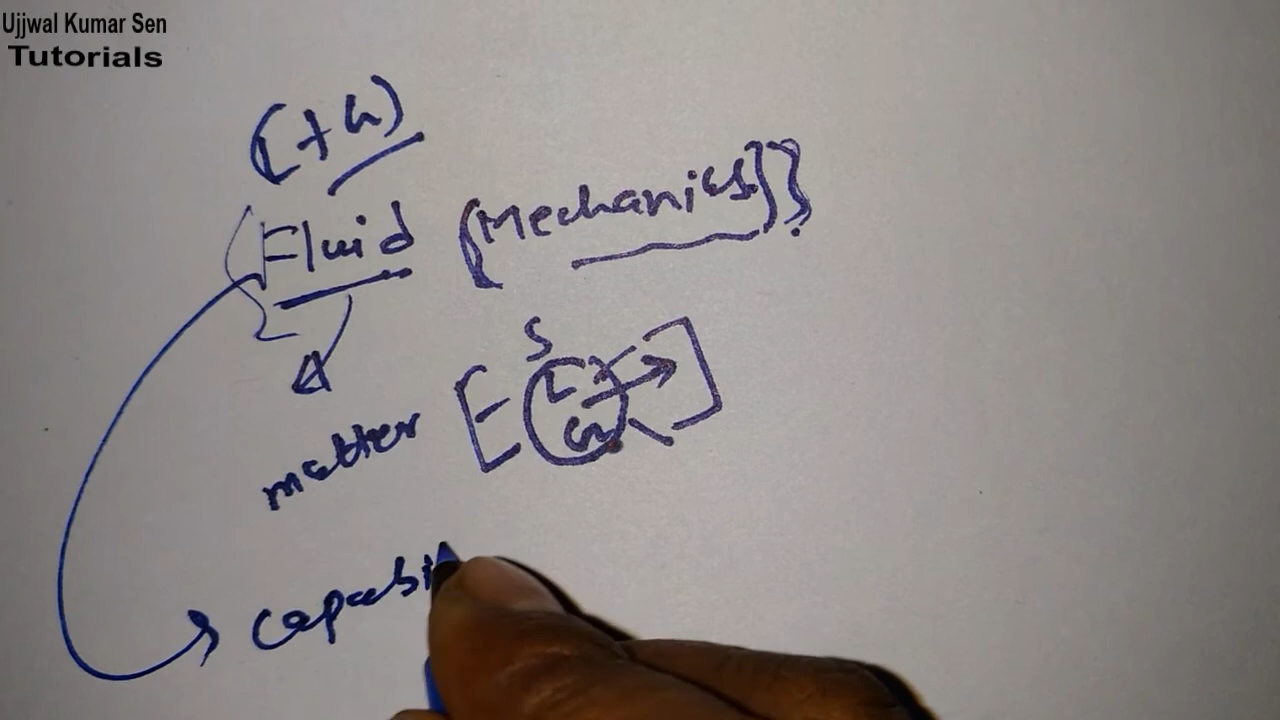 Ujjwal Kumar Sen
Tutorials
Fluid {Mechanics}}
matter
S
L
G
capabi